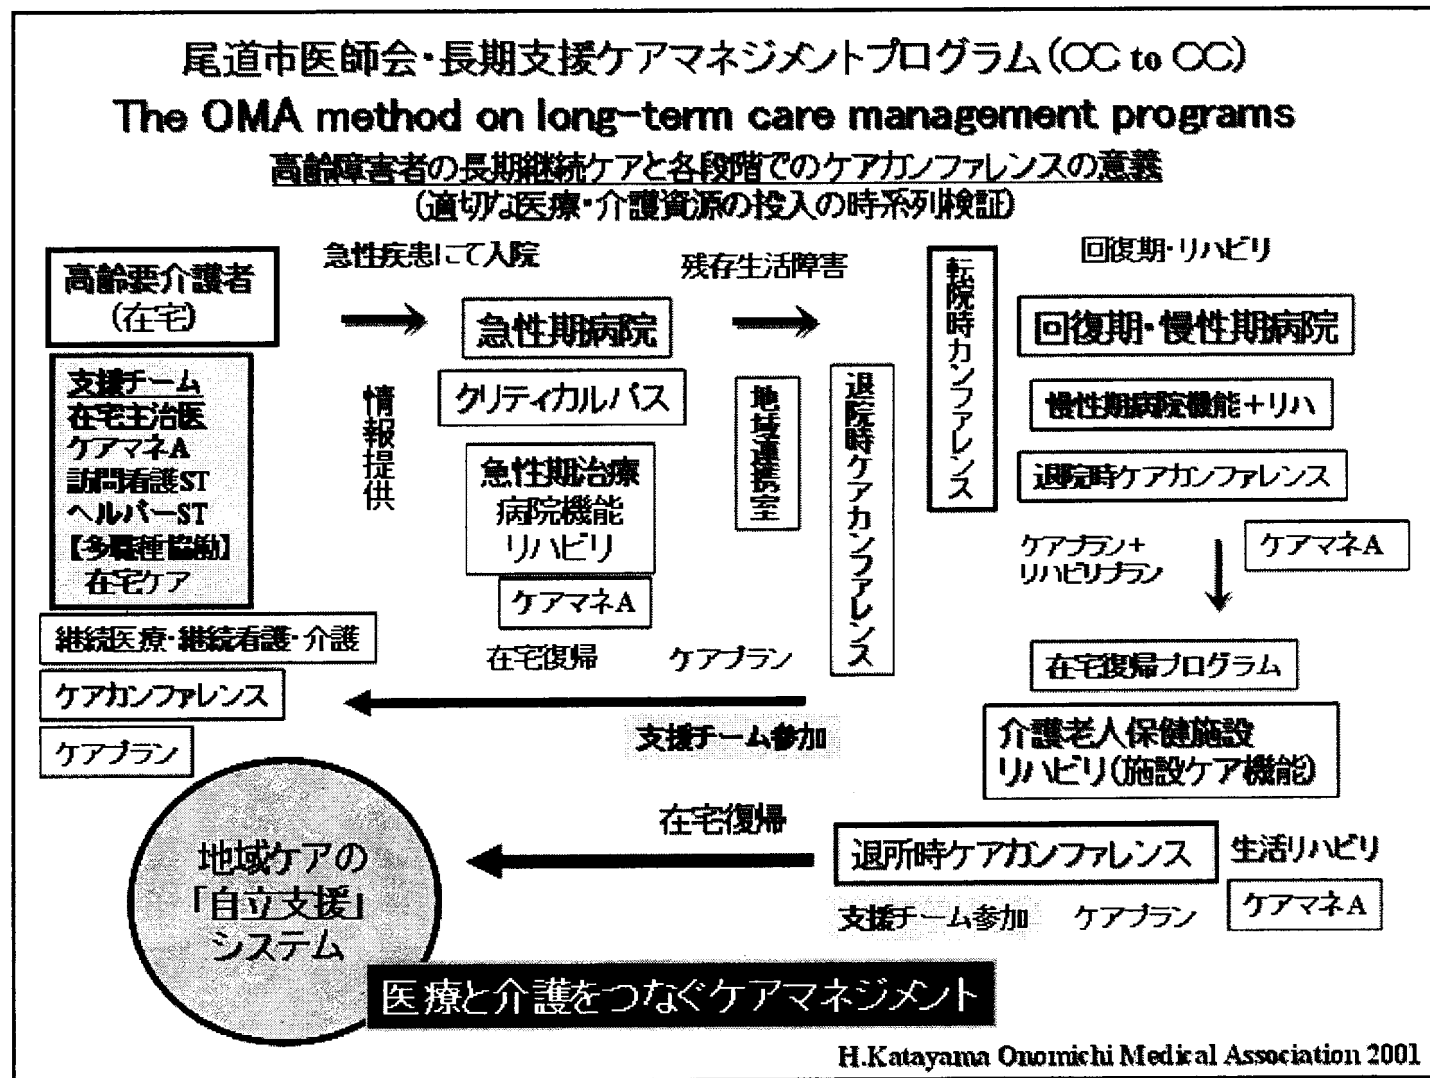 尾道市医師会・長期支援ケアマネジメントプログラム(CC to CC)
The OMA method on long-term care management programs
高齢障害者の長期継続ケアと各段階でのケアカンファレンスの意義
(適切な医療・介護資源の投入の時系列検証)
高齢要介護者
(在宅)
支援チーム
在宅主治医
ケアマネA
訪問看護ST
ヘルパーST
【多職種協働】
在宅ケア
継続医療・継続看護・介護
ケアカンファレンス
ケアプラン
急性疾患にて入院
情報提供
急性期病院
クリティカルパス
急性期治療
病院機能
リハビリ
ケアマネA
在宅復帰
ケアプラン
支援チーム参加
残存生活障害
地域連携室
退院時ケアカンファレンス
転院時カンファレンス
回復期・リハビリ
回復期・慢性期病院
慢性期病院機能+リハ
退院時ケアカンファレンス
ケアプラン+
リハビリプラン
ケアマネA
在宅復帰プログラム
介護老人保健施設
リハビリ(施設ケア機能)
在宅復帰
退所時ケアカンファレンス
生活リハビリ
支援チーム参加
ケアプラン
ケアマネA
地域ケアの
「自立支援」
システム
医療と介護をつなぐケアマネジメント
H.Katayama Onomichi Medical Association 2001